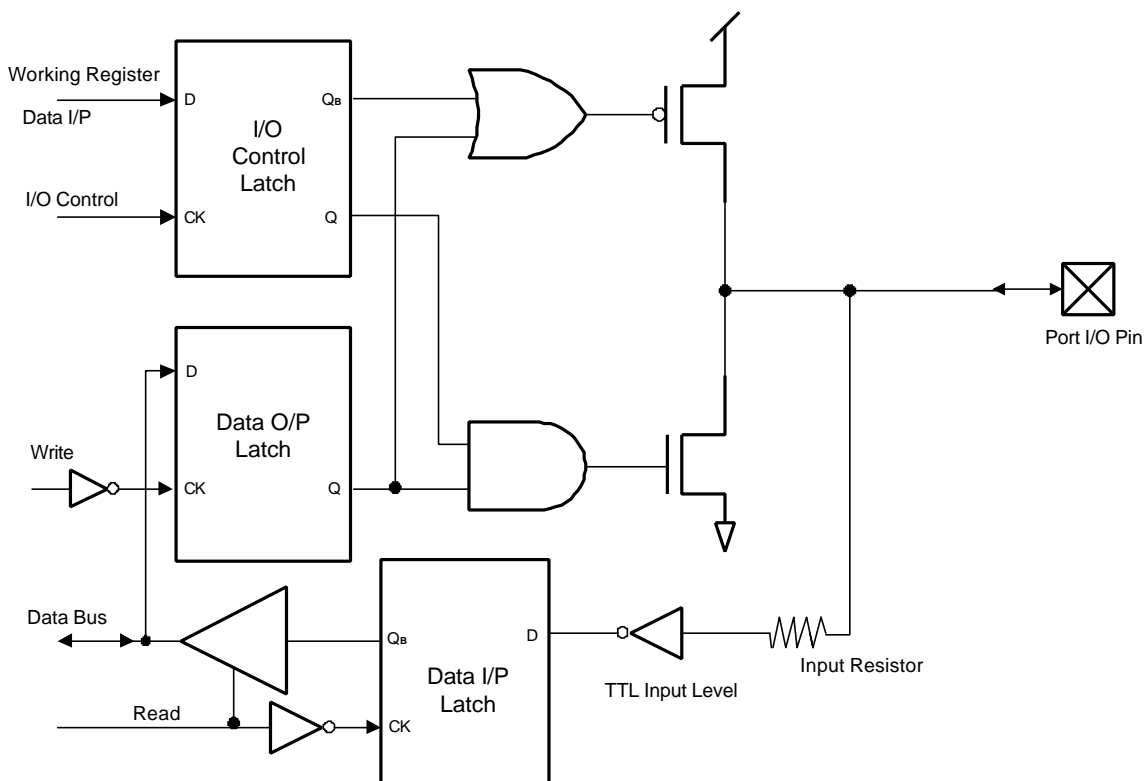 Working Register
Data I/P
I/O Control
D
CK
QB
Q
I/O
Control
Latch
Port I/O Pin
D
CK
Q
Data O/P
Latch
Write
Data Bus
Read
QB
CK
D
Data I/P
Latch
TTL Input Level
Input Resistor